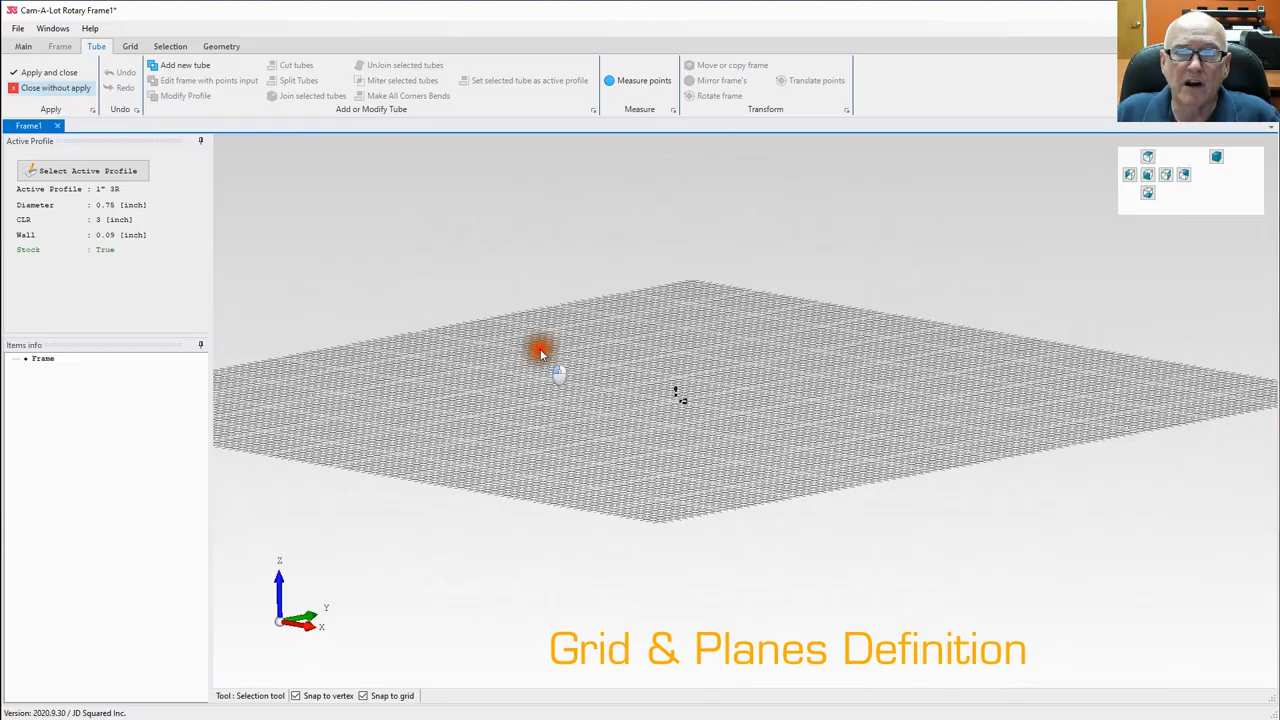 Cam-A-Lot Rotary Frame1*
File Windows Help
Main Frame Tube Grid Selection Geometry
Apply and close
Close without apply
Apply
Undo
Redo
Undo
Add new tube
Edit frame with points input
Modify Profile
Cut tubes
Split Tubes
Join selected tubes
UnJoin selected tubes
Miter selected tubes
Make All Corners Bends
Set selected tube as active profile
Add or Modify Tube
Measure points
Measure
Move or copy frame
Mirror frame's
Rotate frame
Translate points
Transform
Frame1
Active Profile
Select Active Profile
Active Profile : 1" 3R
Diameter : 0.75 [inch]
CLR : 3 [inch]
Wall : 0.09 [inch]
Stock : True
Items info
Frame
Z
Y
X
Grid & Planes Definition
Tool : Selection tool Snap to vertex Snap to grid
Version: 2020.9.30 / JD Squared Inc.